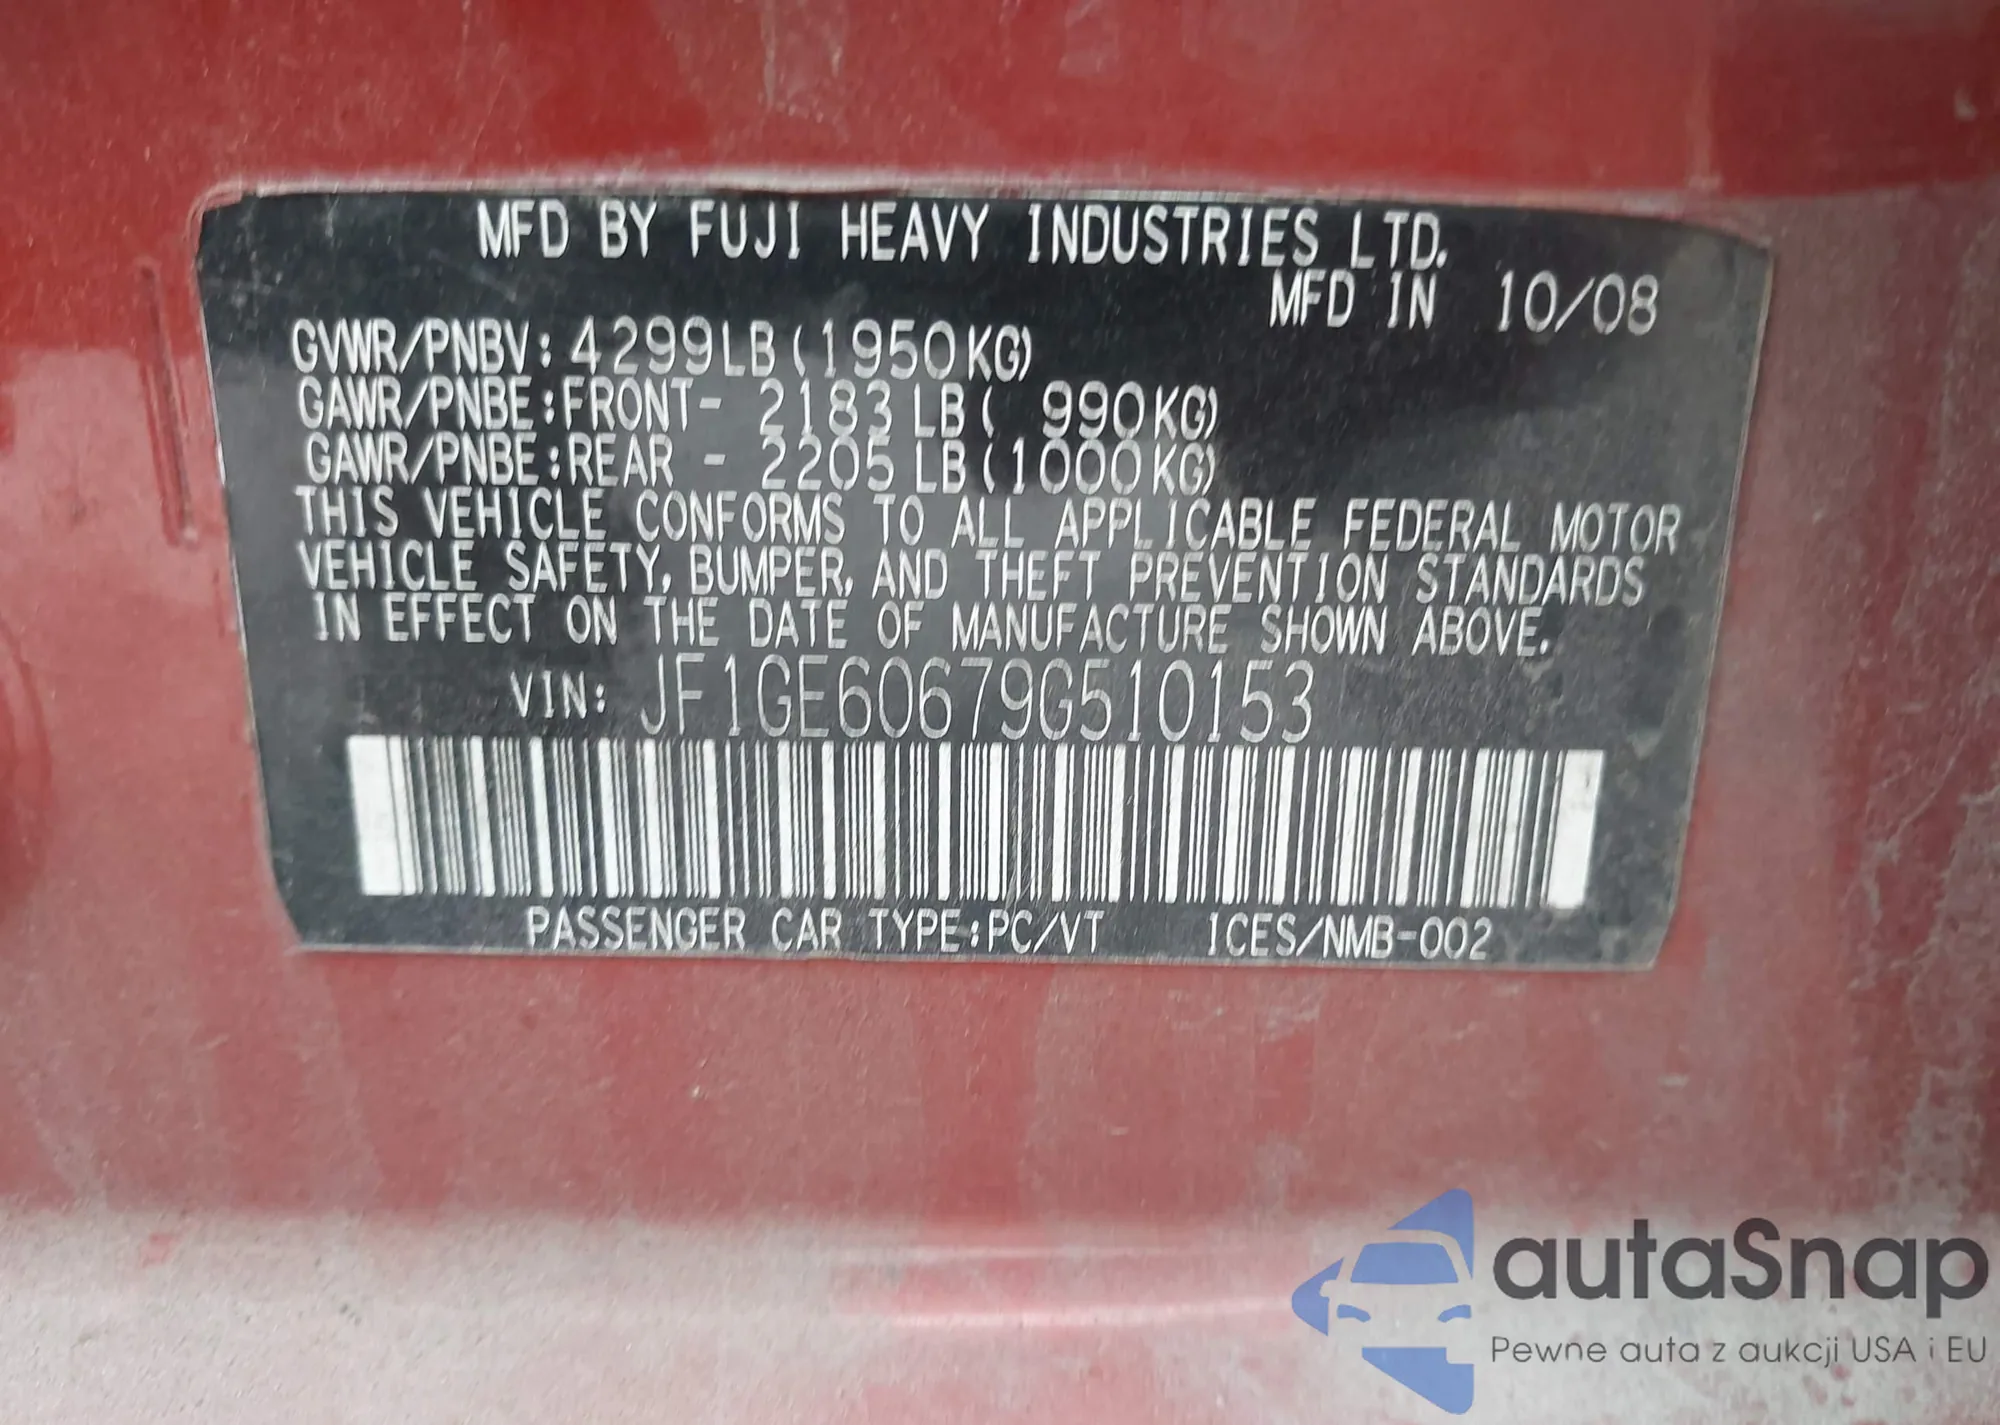 MFD BY FUJI HEAVY INDUSTRIES LTD.
MFD IN 10/08
GVWR/PNBV: 4299LB(1950KG)
GAWR/PNBE:FRONT- 2183LB( 990KG)
GAWR/PNBE:REAR - 2205LB(1000KG)
THIS VEHICLE CONFORMS TO ALL APPLICABLE FEDERAL MOTOR
VEHICLE SAFETY, BUMPER, AND THEFT PREVENTION STANDARDS
IN EFFECT ON THE DATE OF MANUFACTURE SHOWN ABOVE.
VIN: JF1GE60679G510153
PASSENGER CAR TYPE:PC/VT 1CES/NMB-002
autaSnap
Pewne auta z aukcji USA i EU